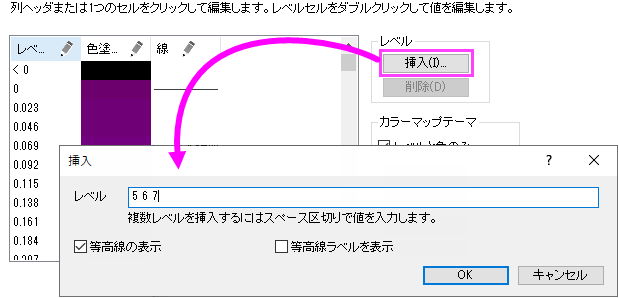 列ヘッダまたは1つのセルをクリックして編集します。レベルセルをダブルクリックして値を編集します。
レベ... 色塗... 線
< 0
0
0.023
0.046
0.069
0.092
0.115
0.138
0.161
0.184
0.207
レベル
挿入(I)...
削除(D)
カラーマップテーマ
レベルと色のみ
挿入
? ×
レベル 5 6 7
複数レベルを挿入するにはスペース区切りで値を入力します。
等高線の表示 等高線ラベルを表示
OK キャンセル